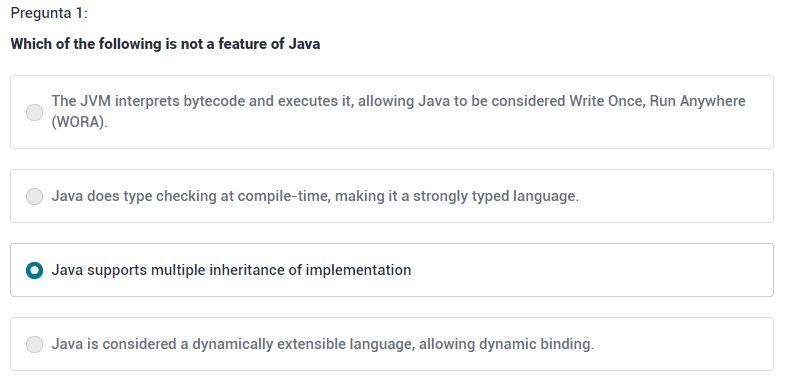 Pregunta 1:
Which of the following is not a feature of Java
The JVM interprets bytecode and executes it, allowing Java to be considered Write Once, Run Anywhere
(WORA).
Java does type checking at compile-time, making it a strongly typed language.
Java supports multiple inheritance of implementation
Java is considered a dynamically extensible language, allowing dynamic binding.